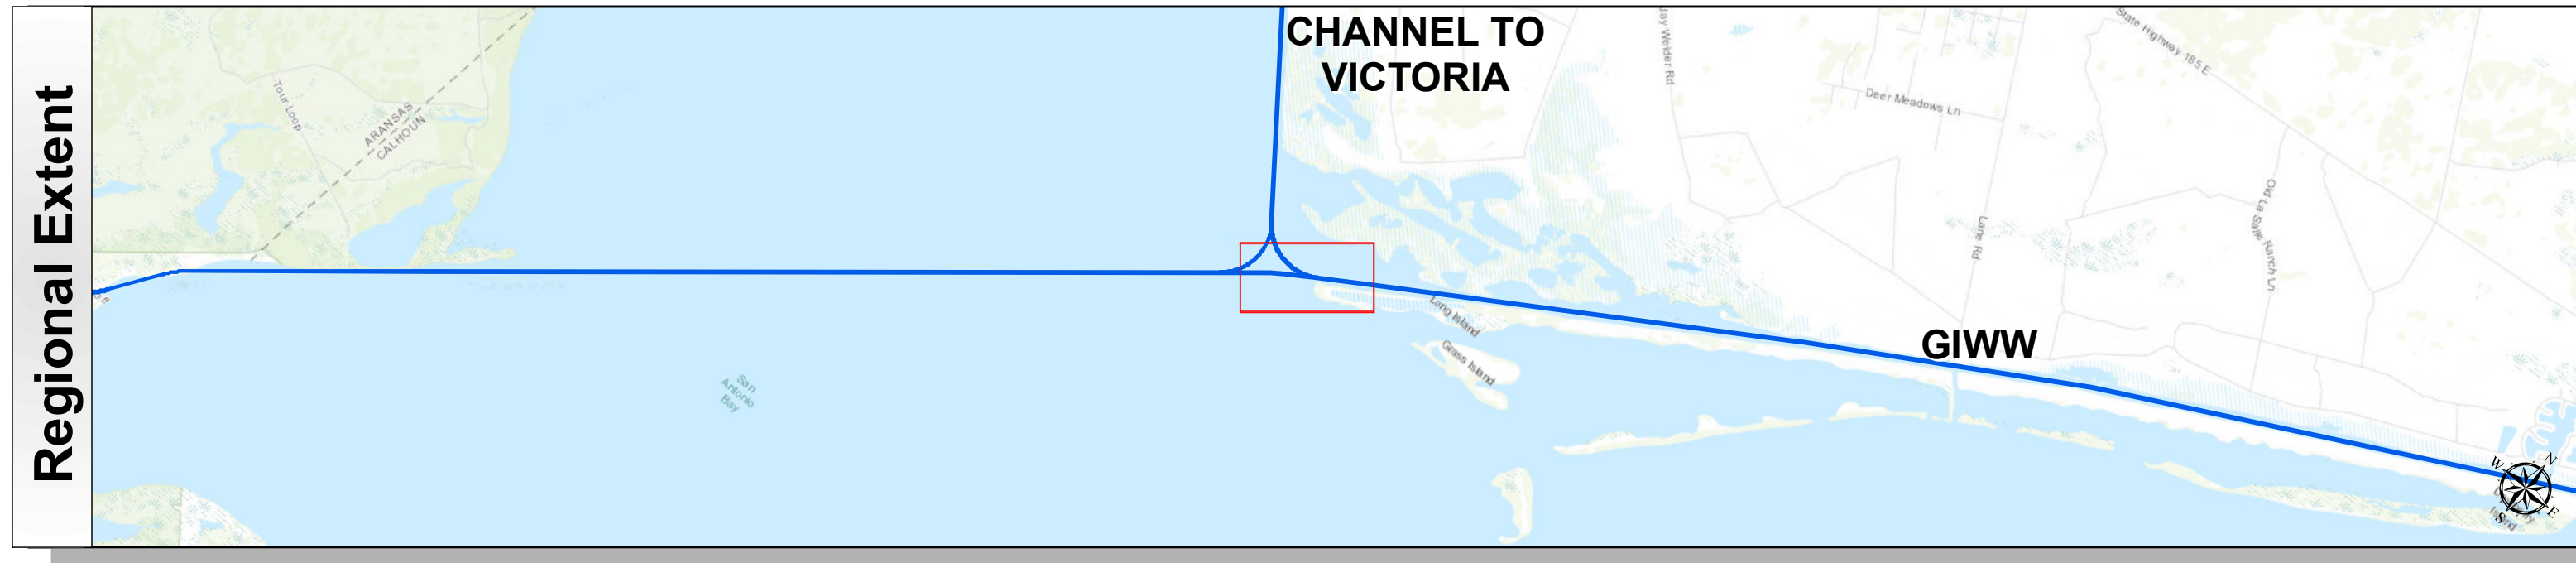 Regional Extent
CHANNEL TO
VICTORIA
GIWW
Tour Loop
ARANSAS
CALHOUN
San
Antonio
Bay
Long Island
Grass Island
Jay Welder Rd
Deer Meadows Ln
State Highway 185 E
Lane Rd
Old La Salle Ranch Ln
N
W
E
S
Island